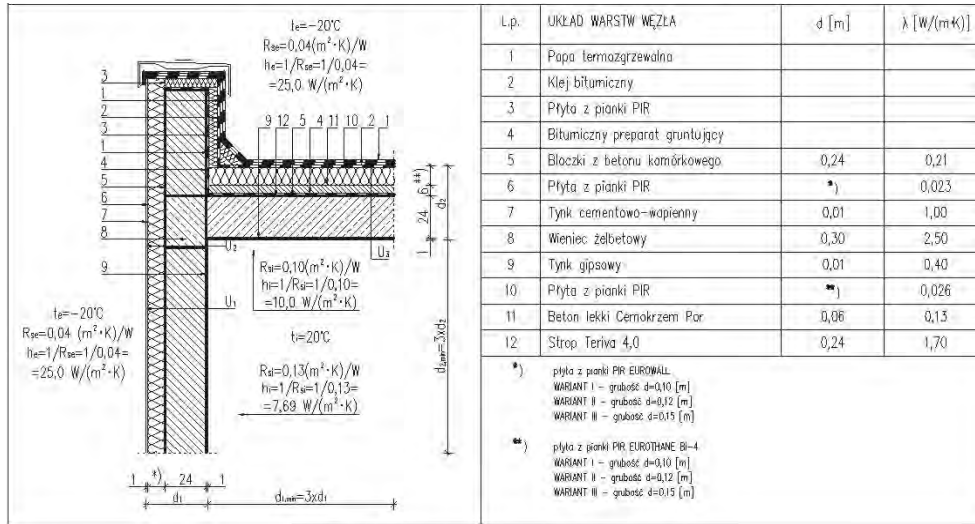 te=-20°C
Rse=0,04(m²·K)/W
he=1/Rse=1/0,04=
=25,0 W/(m²·K)
3
1
2
3
1
4
5
6
7
8
9
9 12 5 4 11 10 2 1
6 **)
24
1
d2
U2
U3
U1
Rsi=0,10(m²·K)/W
hi=1/Rsi=1/0,10=
=10,0 W/(m²·K)
te=-20°C
Rse=0,04 (m²·K)/W
he=1/Rse=1/0,04=
=25,0 W/(m²·K)
ti=20°C
Rsi=0,13(m²·K)/W
hi=1/Rsi=1/0,13=
=7,69 W/(m²·K)
d2,min=3xd2
1 *) 24 1
d1 d1,min=3xd1
L.p. UKŁAD WARSTW WĘZŁA d [m] λ [W/(m·K)]
1 Papa termozgrzewalna
2 Klej bitumiczny
3 Płyta z pianki PIR
4 Bitumiczny preparat gruntujący
5 Bloczki z betonu komórkowego 0,24 0,21
6 Płyta z pianki PIR *) 0,023
7 Tynk cementowo-wapienny 0,01 1,00
8 Wieniec żelbetowy 0,30 2,50
9 Tynk gipsowy 0,01 0,40
10 Płyta z pianki PIR **) 0,026
11 Beton lekki Cemokrzem Por 0,06 0,13
12 Strop Teriva 4,0 0,24 1,70
*) płyta z pianki PIR EUROWALL
WARIANT I - grubość d=0,10 [m]
WARIANT II - grubość d=0,12 [m]
WARIANT III - grubość d=0,15 [m]
**) płyta z pianki PIR EUROTHANE BI-4
WARIANT I - grubość d=0,10 [m]
WARIANT II - grubość d=0,12 [m]
WARIANT III - grubość d=0,15 [m]